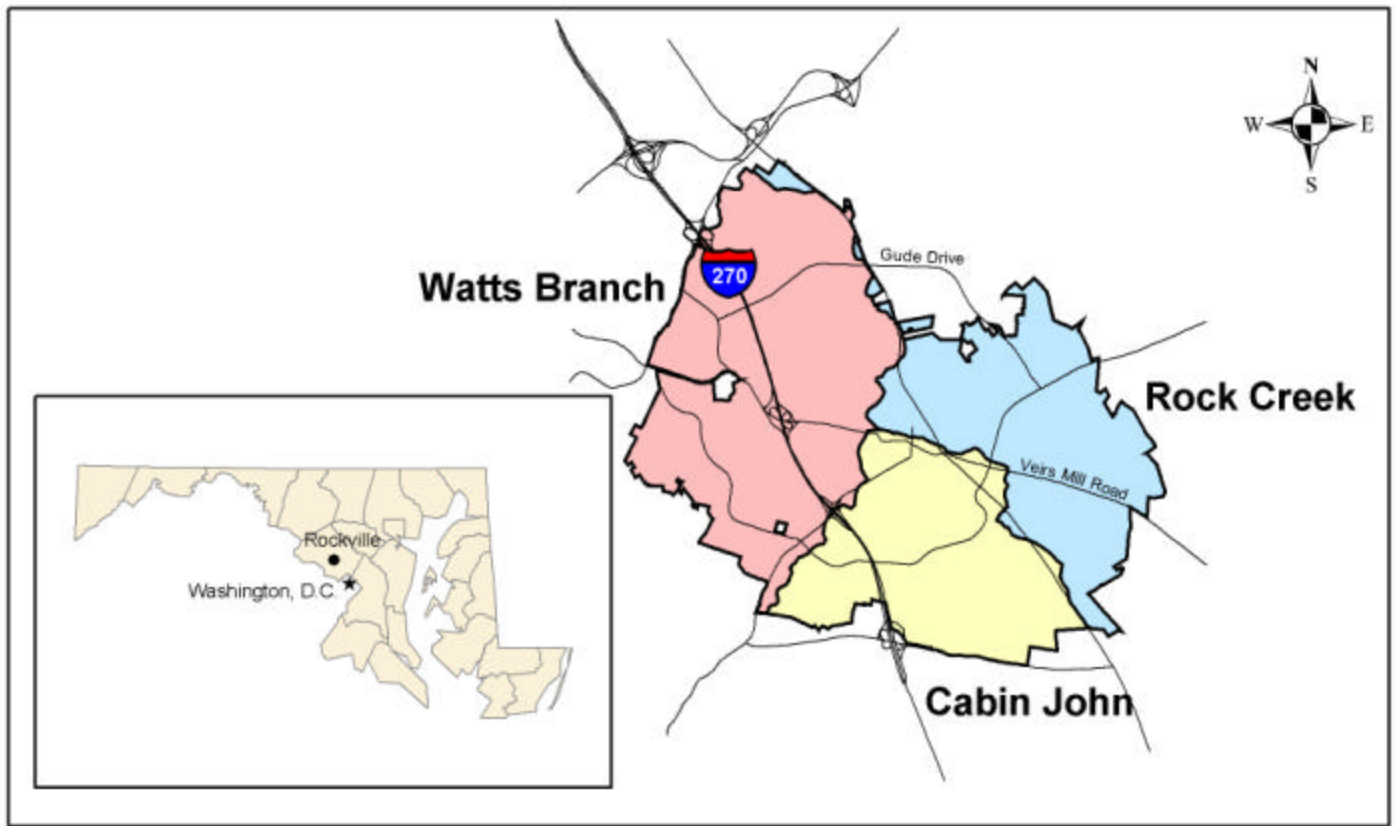 N
W E
S
Gude Drive
270
Watts Branch
Rock Creek
Veirs Mill Road
Rockville
Washington, D.C.
Cabin John